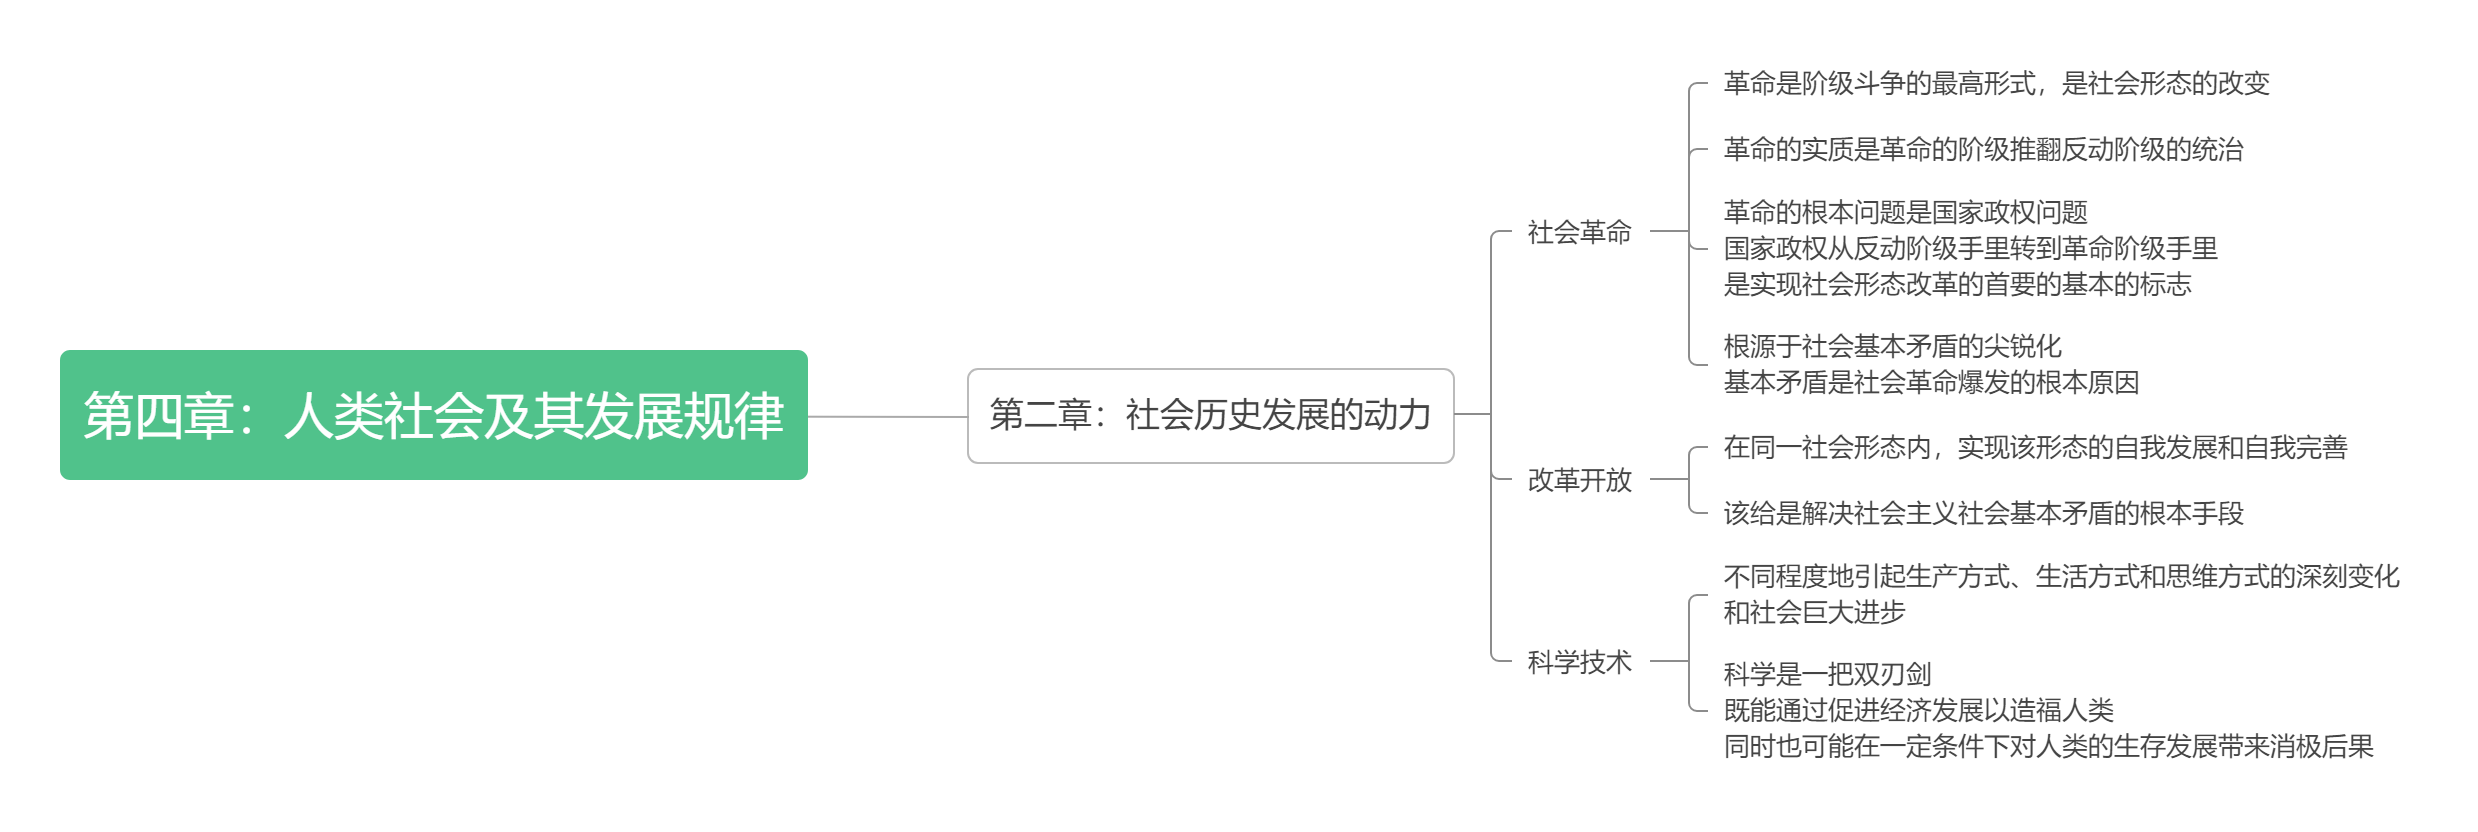 第四章：人类社会及其发展规律
第二章：社会历史发展的动力
社会革命
革命是阶级斗争的最高形式，是社会形态的改变
革命的实质是革命的阶级推翻反动阶级的统治
革命的根本问题是国家政权问题
国家政权从反动阶级手里转到革命阶级手里
是实现社会形态改革的首要的基本的标志
根源于社会基本矛盾的尖锐化
基本矛盾是社会革命爆发的根本原因
改革开放
在同一社会形态内，实现该形态的自我发展和自我完善
该给是解决社会主义社会基本矛盾的根本手段
科学技术
不同程度地引起生产方式、生活方式和思维方式的深刻变化
和社会巨大进步
科学是一把双刃剑
既能通过促进经济发展以造福人类
同时也可能在一定条件下对人类的生存发展带来消极后果